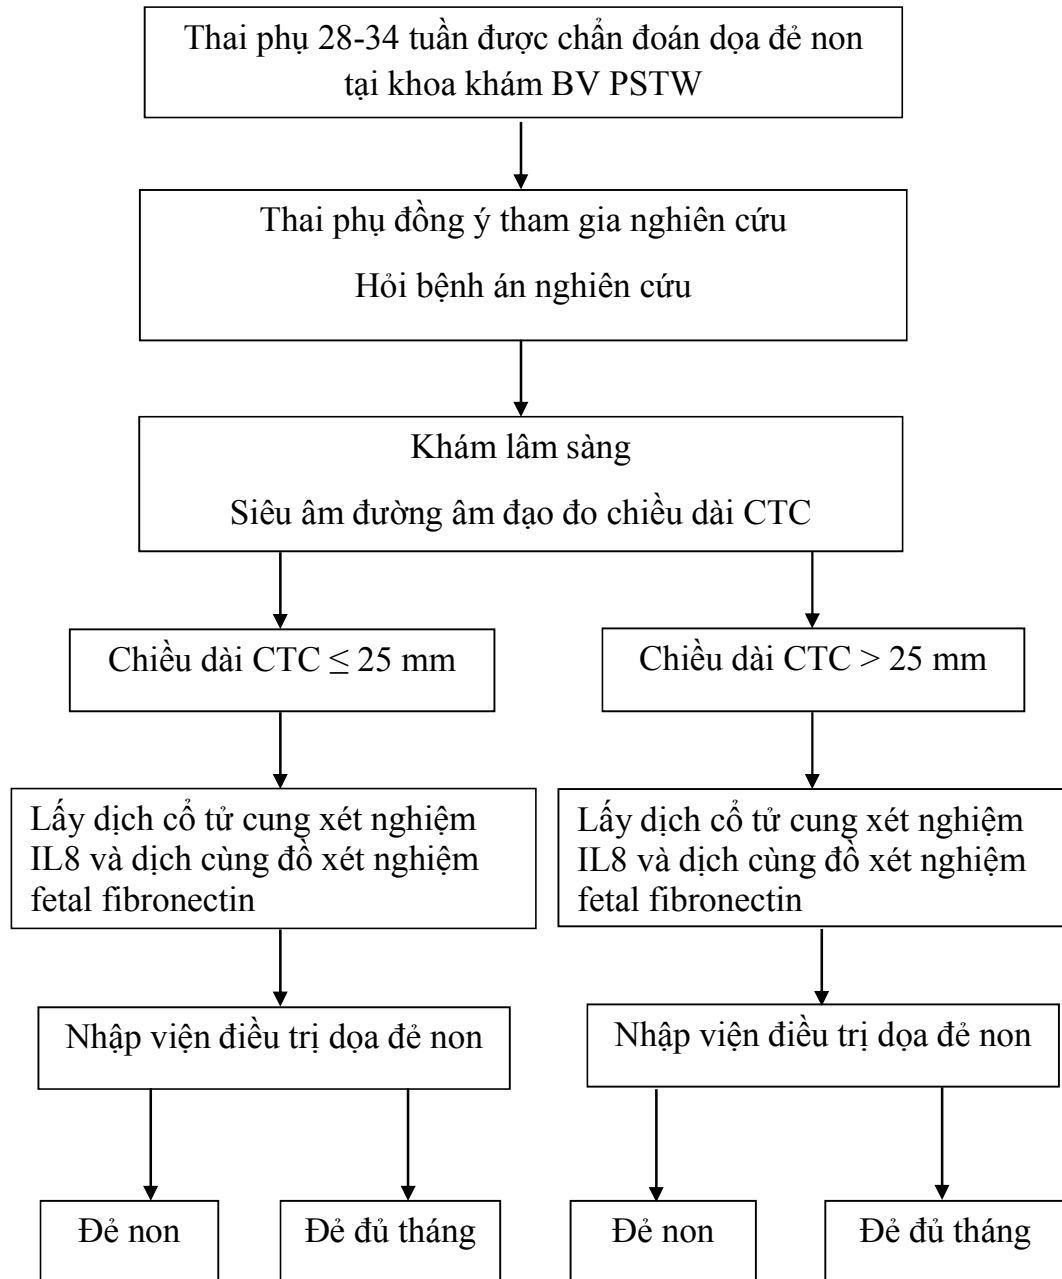 Thai phụ 28-34 tuần được chẩn đoán dọa đẻ non
tại khoa khám BV PSTW
Thai phụ đồng ý tham gia nghiên cứu
Hỏi bệnh án nghiên cứu
Khám lâm sàng
Siêu âm đường âm đạo đo chiều dài CTC
Chiều dài CTC ≤ 25 mm
Chiều dài CTC > 25 mm
Lấy dịch cổ tử cung xét nghiệm
IL8 và dịch cùng đồ xét nghiệm
fetal fibronectin
Lấy dịch cổ tử cung xét nghiệm
IL8 và dịch cùng đồ xét nghiệm
fetal fibronectin
Nhập viện điều trị dọa đẻ non
Nhập viện điều trị dọa đẻ non
Đẻ non
Đẻ đủ tháng
Đẻ non
Đẻ đủ tháng